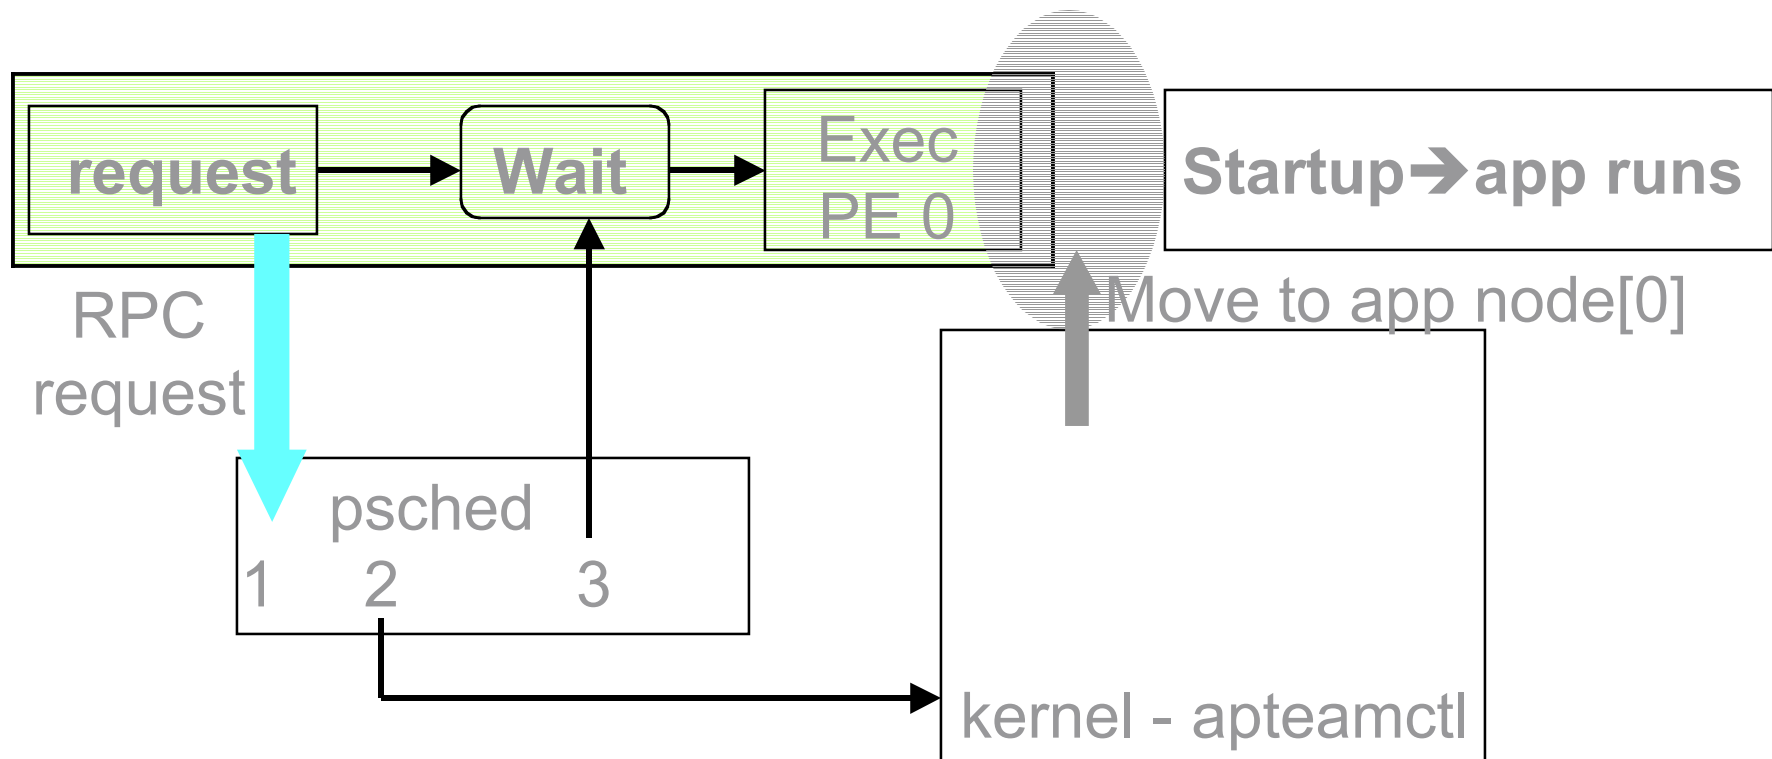 request
Wait
Exec
PE 0
Startup➔app runs
RPC
request
Move to app node[0]
psched
1 2 3
kernel - apteamctl